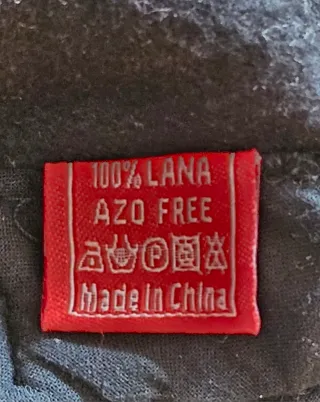 100% LANA
AZO FREE
P
Made in China